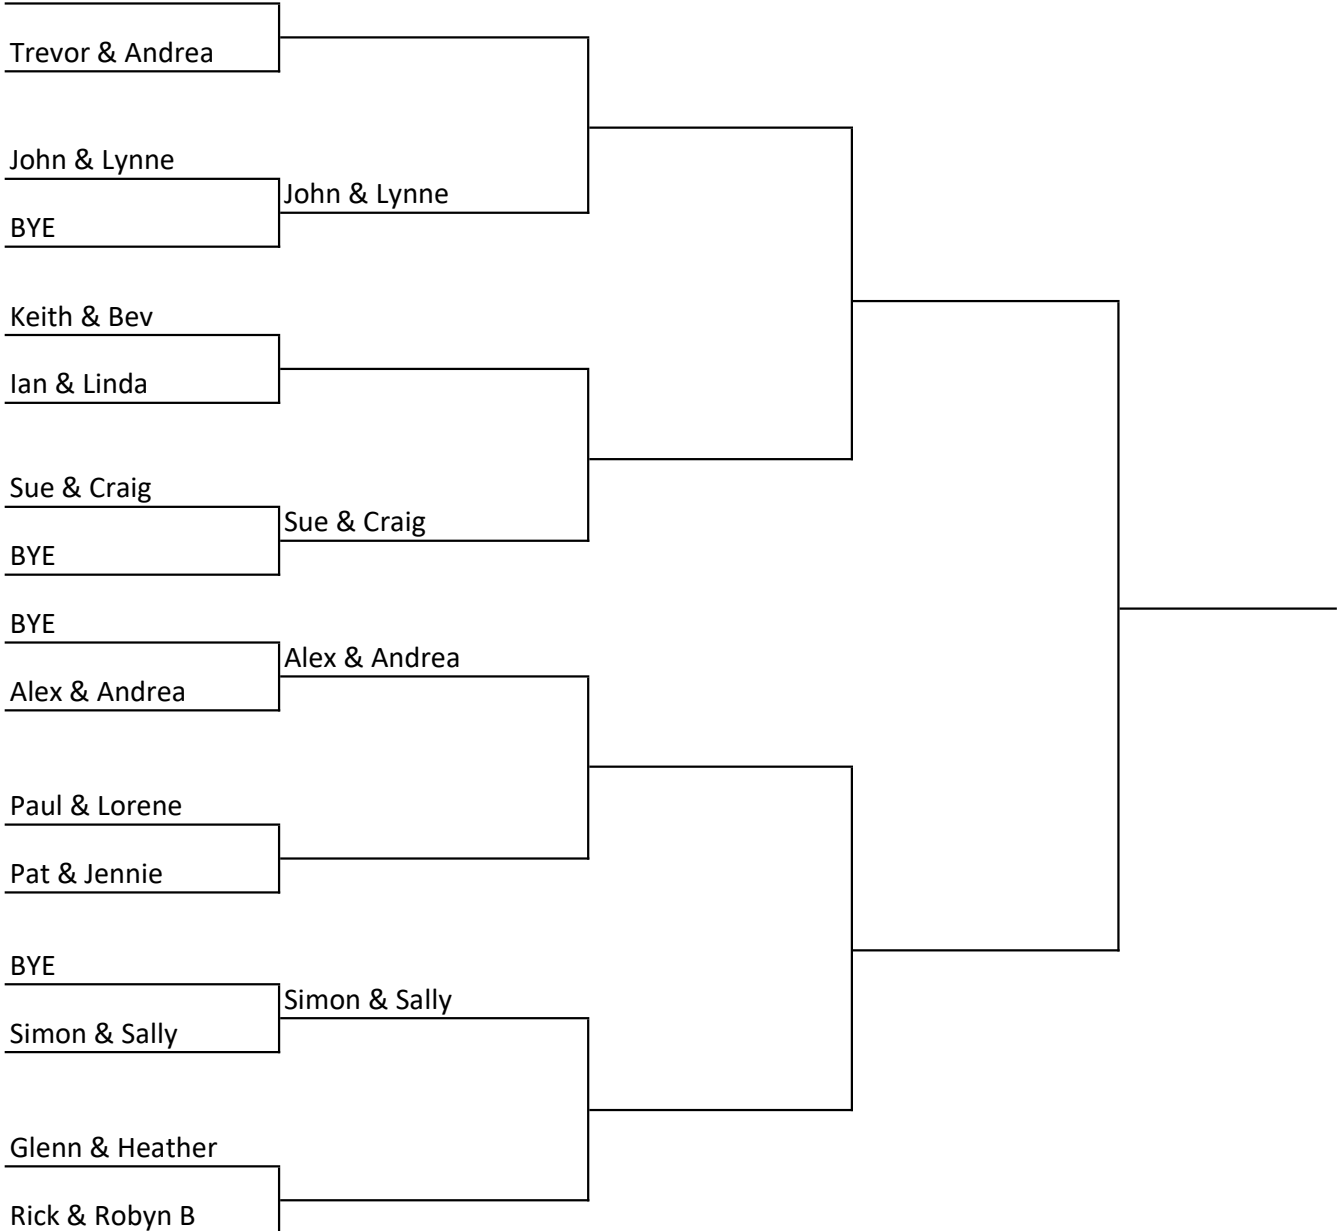 Trevor & Andrea
John & Lynne
John & Lynne
BYE
Keith & Bev
Ian & Linda
Sue & Craig
Sue & Craig
BYE
BYE
Alex & Andrea
Alex & Andrea
Paul & Lorene
Pat & Jennie
BYE
Simon & Sally
Simon & Sally
Glenn & Heather
Rick & Robyn B